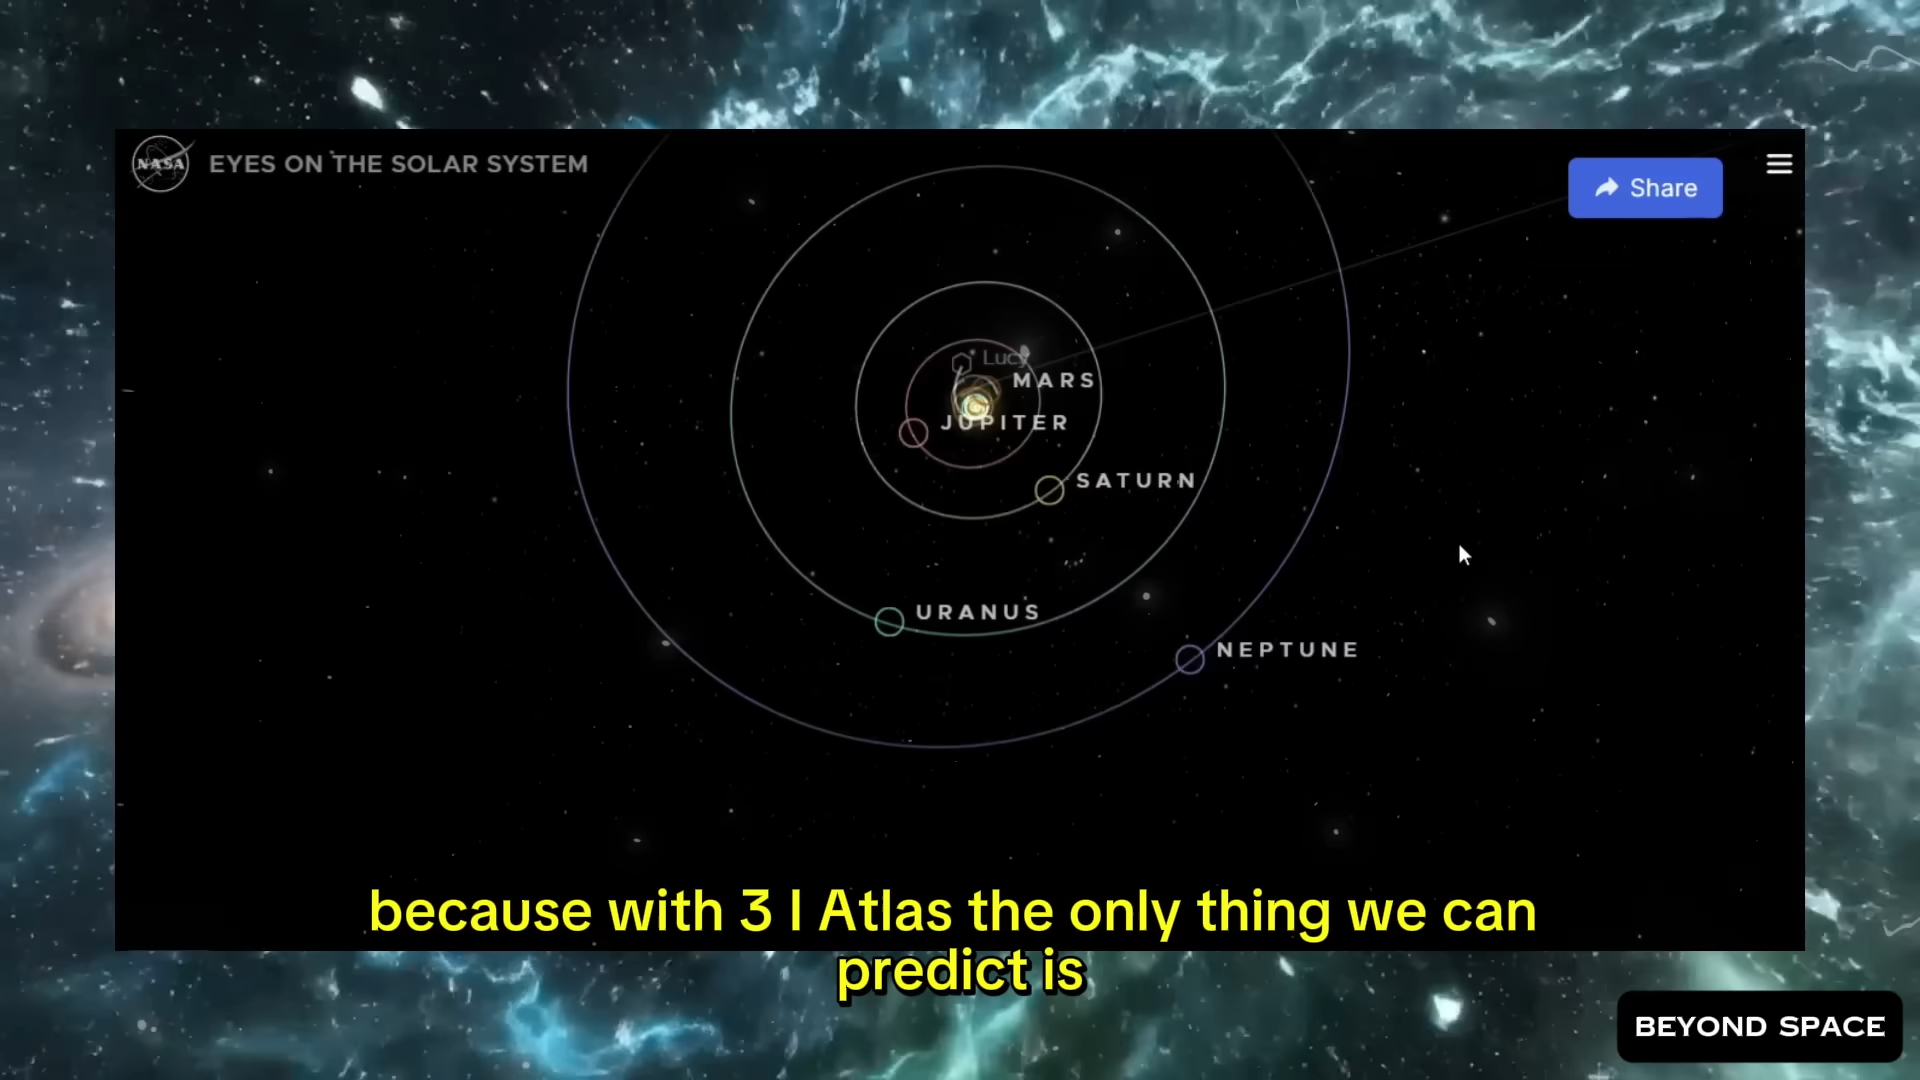 NASA
EYES ON THE SOLAR SYSTEM
Share
Lucy
MARS
JUPITER
SATURN
URANUS
NEPTUNE
because with 3 I Atlas the only thing we can
predict is
BEYOND SPACE